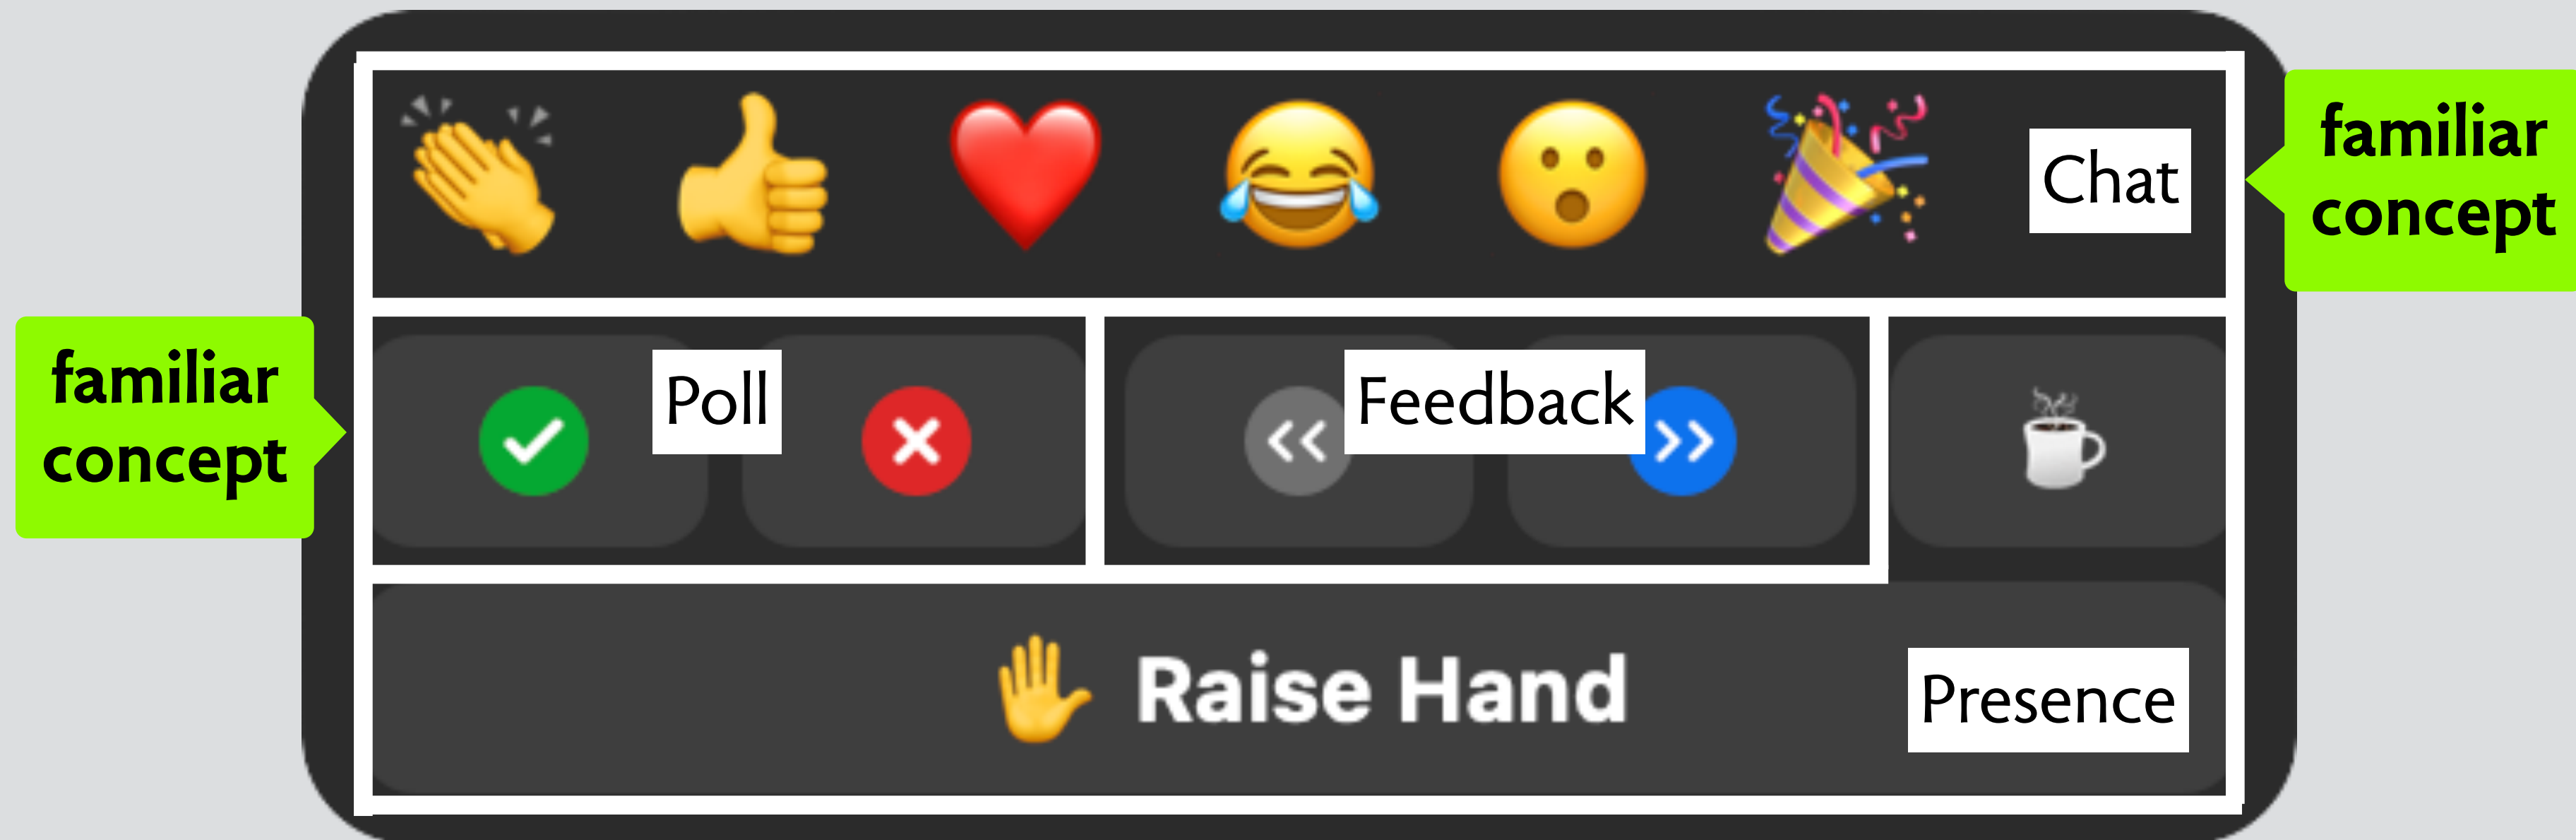 Chat
familiar
concept
familiar
concept
Poll
Feedback
Raise Hand
Presence